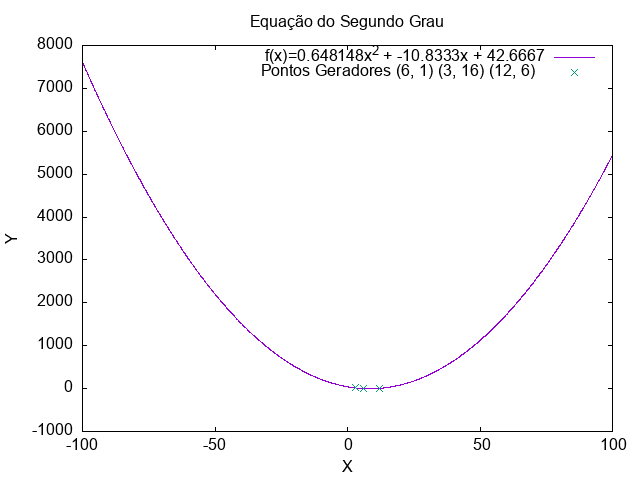 Equação do Segundo Grau
f(x)=0.648148x² + -10.8333x + 42.6667
Pontos Geradores (6, 1) (3, 16) (12, 6)
8000
7000
6000
5000
4000
3000
2000
1000
0
-1000
Y
-100 -50 0 50 100
X